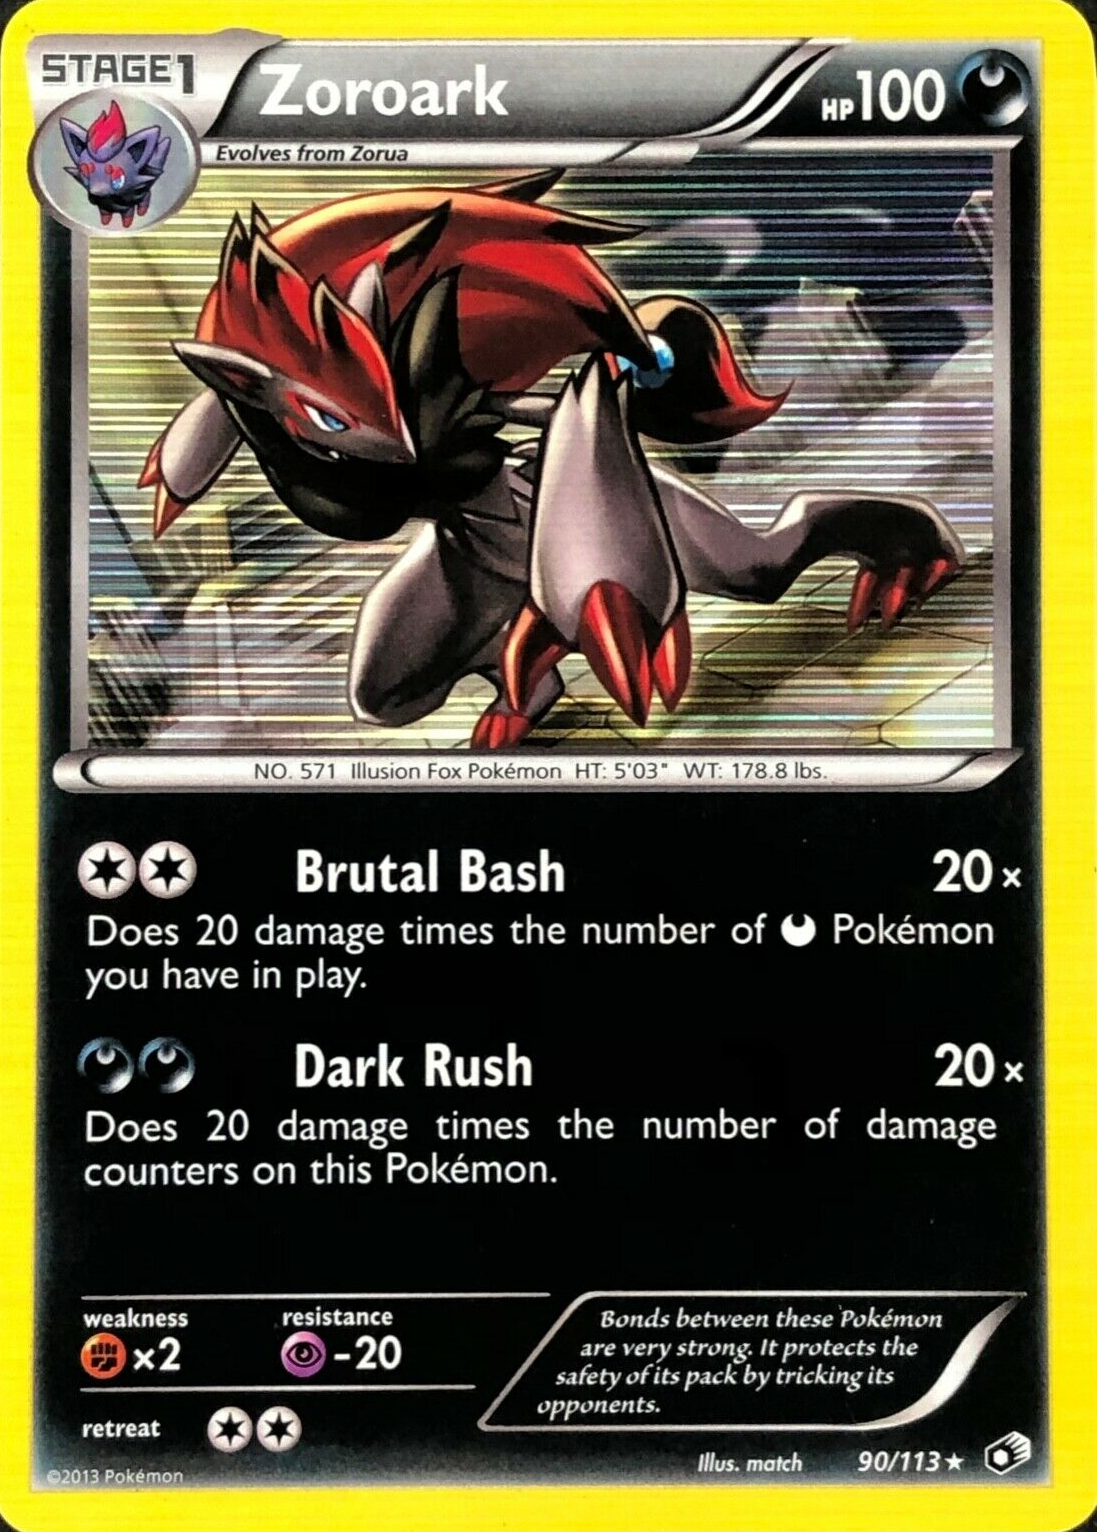 STAGE1
Zoroark
HP100
Evolves from Zorua
NO. 571 Illusion Fox Pokémon HT: 5'03" WT: 178.8 lbs.
Brutal Bash 20×
Does 20 damage times the number of Pokémon
you have in play.
Dark Rush 20×
Does 20 damage times the number of damage
counters on this Pokémon.
weakness
×2
resistance
-20
retreat
Bonds between these Pokémon
are very strong. It protects the
safety of its pack by tricking its
opponents.
©2013 Pokémon
Illus. match
90/113★